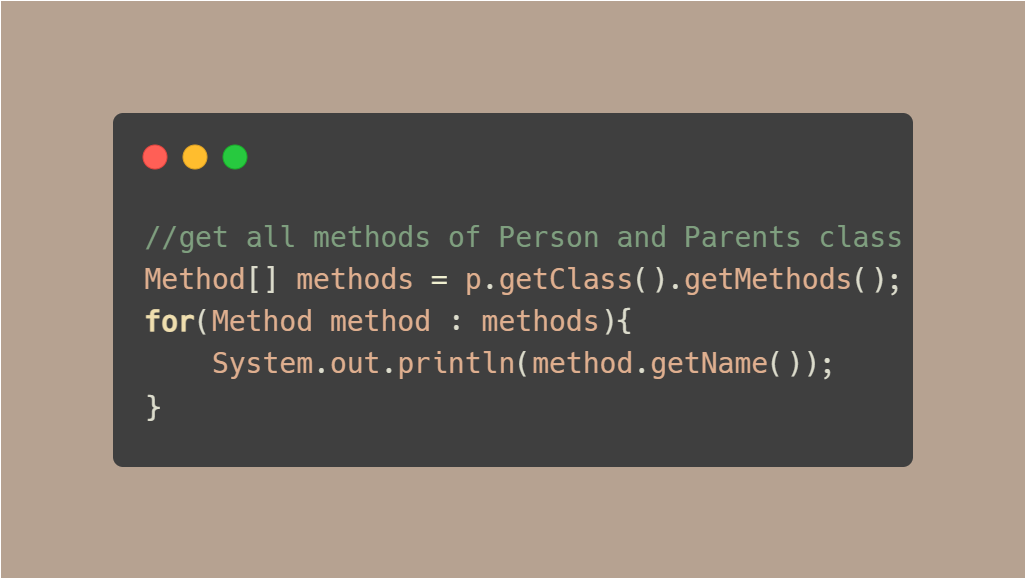 //get all methods of Person and Parents class
Method[] methods = p.getClass().getMethods();
for(Method method : methods){
    System.out.println(method.getName());
}